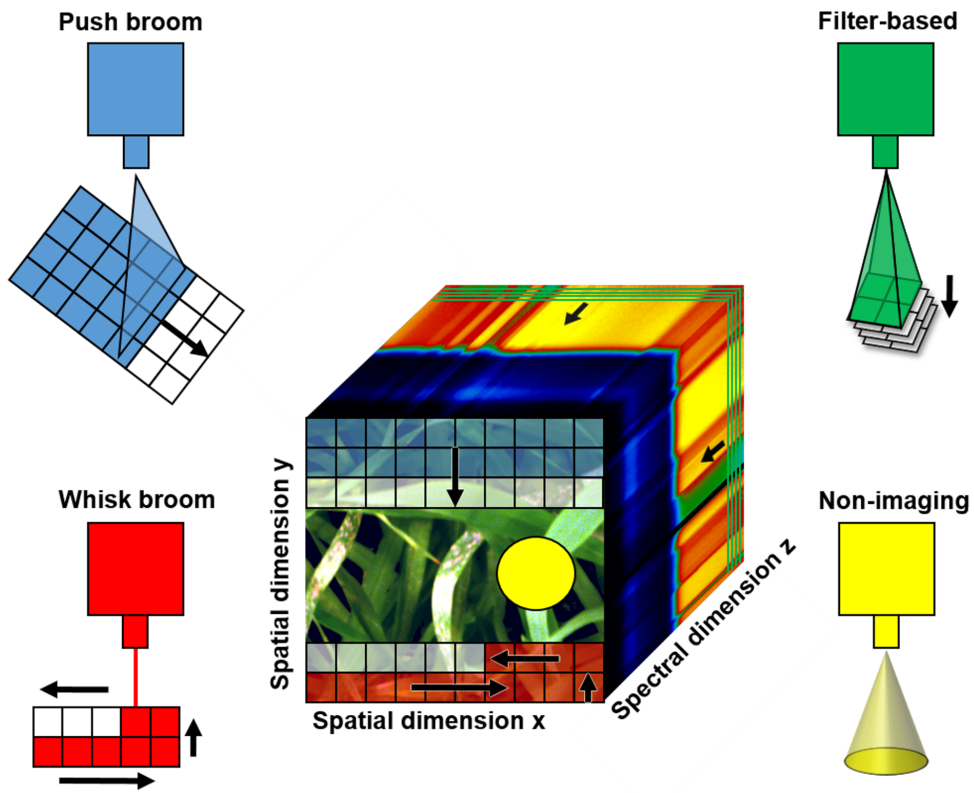 Push broom
Filter-based
Whisk broom
Non-imaging
Spatial dimension y
Spatial dimension x
Spectral dimension z